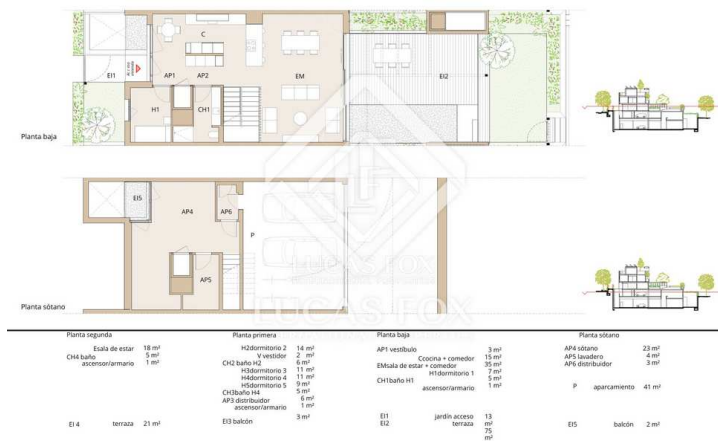 C
EI1
AP1
AP2
EM
EI2
H1
CH1
Planta baja
EI5
AP4
AP6
P
AP5
Planta sótano
LUCAS FOX
LUCAS FOX
Planta segunda
Esala de estar 18 m²
CH4 baño 5 m²
ascensor/armario 1 m²
EI 4 terraza 21 m²
Planta primera
H2dormitorio 2 14 m²
V vestidor 2 m²
CH2 baño H2 6 m²
H3dormitorio 3 11 m²
H4dormitorio 4 11 m²
H5dormitorio 5 9 m²
CH3baño H4 5 m²
AP3 distribuidor 6 m²
ascensor/armario 1 m²
EI3 balcón 3 m²
Planta baja
AP1 vestíbulo 3 m²
Ccocina + comedor 15 m²
EMsala de estar + comedor 35 m²
H1dormitorio 1 7 m²
CH1baño H1 5 m²
ascensor/armario 1 m²
EI1 jardín acceso 13 m²
EI2 terraza 75 m²
Planta sótano
AP4 sótano 23 m²
AP5 lavadero 4 m²
AP6 distribuidor 3 m²
P aparcamiento 41 m²
EI5 balcón 2 m²